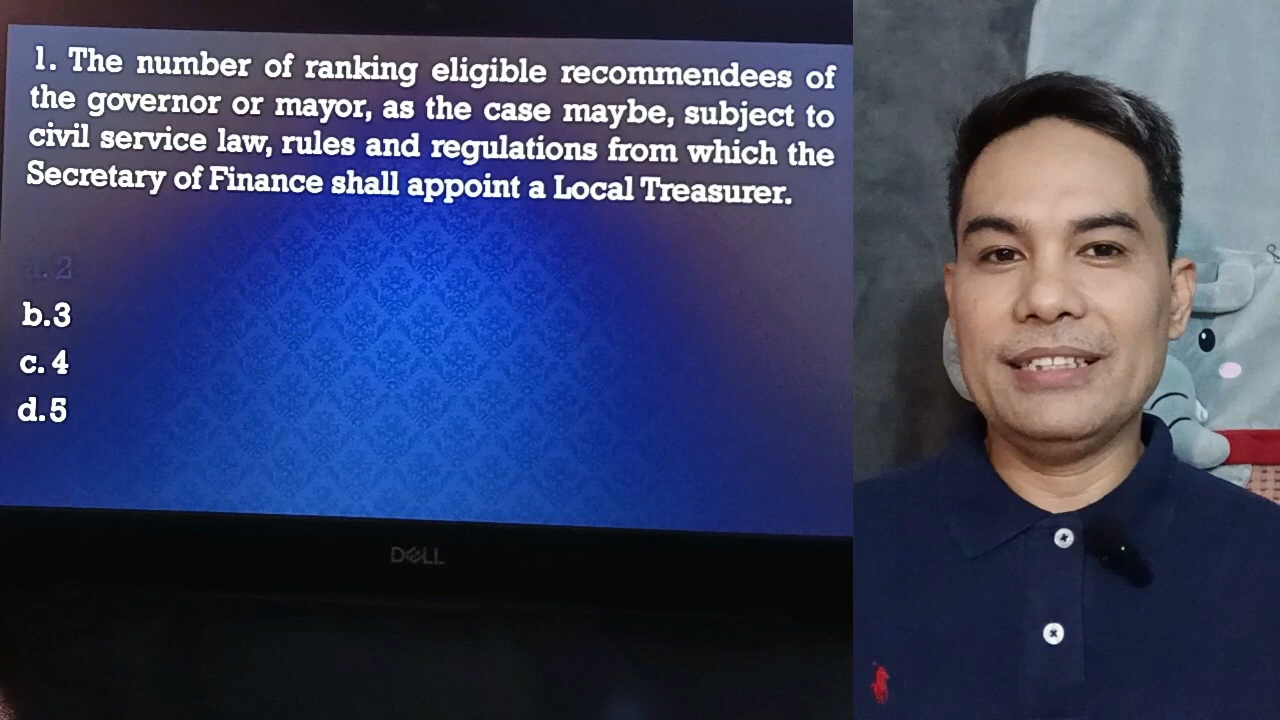 1. The number of ranking eligible recommendees of
the governor or mayor, as the case maybe, subject to
civil service law, rules and regulations from which the
Secretary of Finance shall appoint a Local Treasurer.
a. 2
b.3
c. 4
d.5
DELL